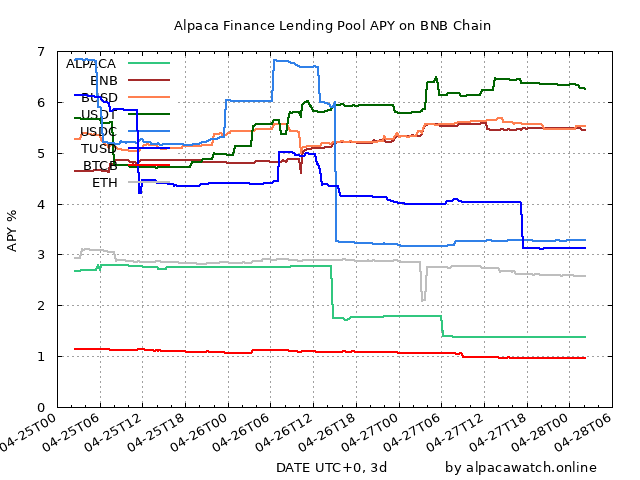 Alpaca Finance Lending Pool APY on BNB Chain
7
6
5
4
3
2
1
0
APY %
ALPACA
BNB
BUSD
USDT
USDC
TUSD
BTCB
ETH
04-25T00
04-25T06
04-25T12
04-25T18
04-26T00
04-26T06
04-26T12
04-26T18
04-27T00
04-27T06
04-27T12
04-27T18
04-28T00
04-28T06
DATE UTC+0, 3d
by alpacawatch.online